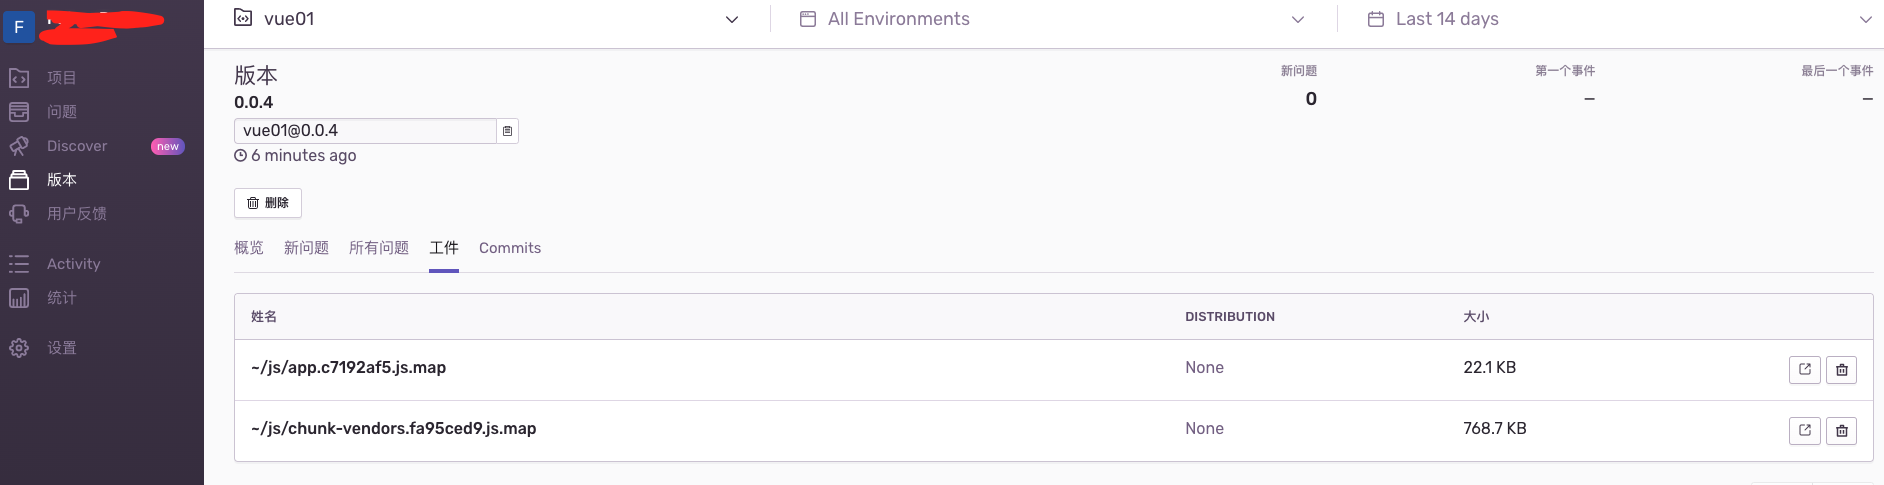 F
项目
问题
Discover new
版本
用户反馈
Activity
统计
设置
vue01
All Environments
Last 14 days
版本
0.0.4
vue01@0.0.4
6 minutes ago
新问题
0
第一个事件
–
最后一个事件
–
删除
概览 新问题 所有问题 工件 Commits
姓名 DISTRIBUTION 大小
~/js/app.c7192af5.js.map None 22.1 KB
~/js/chunk-vendors.fa95ced9.js.map None 768.7 KB